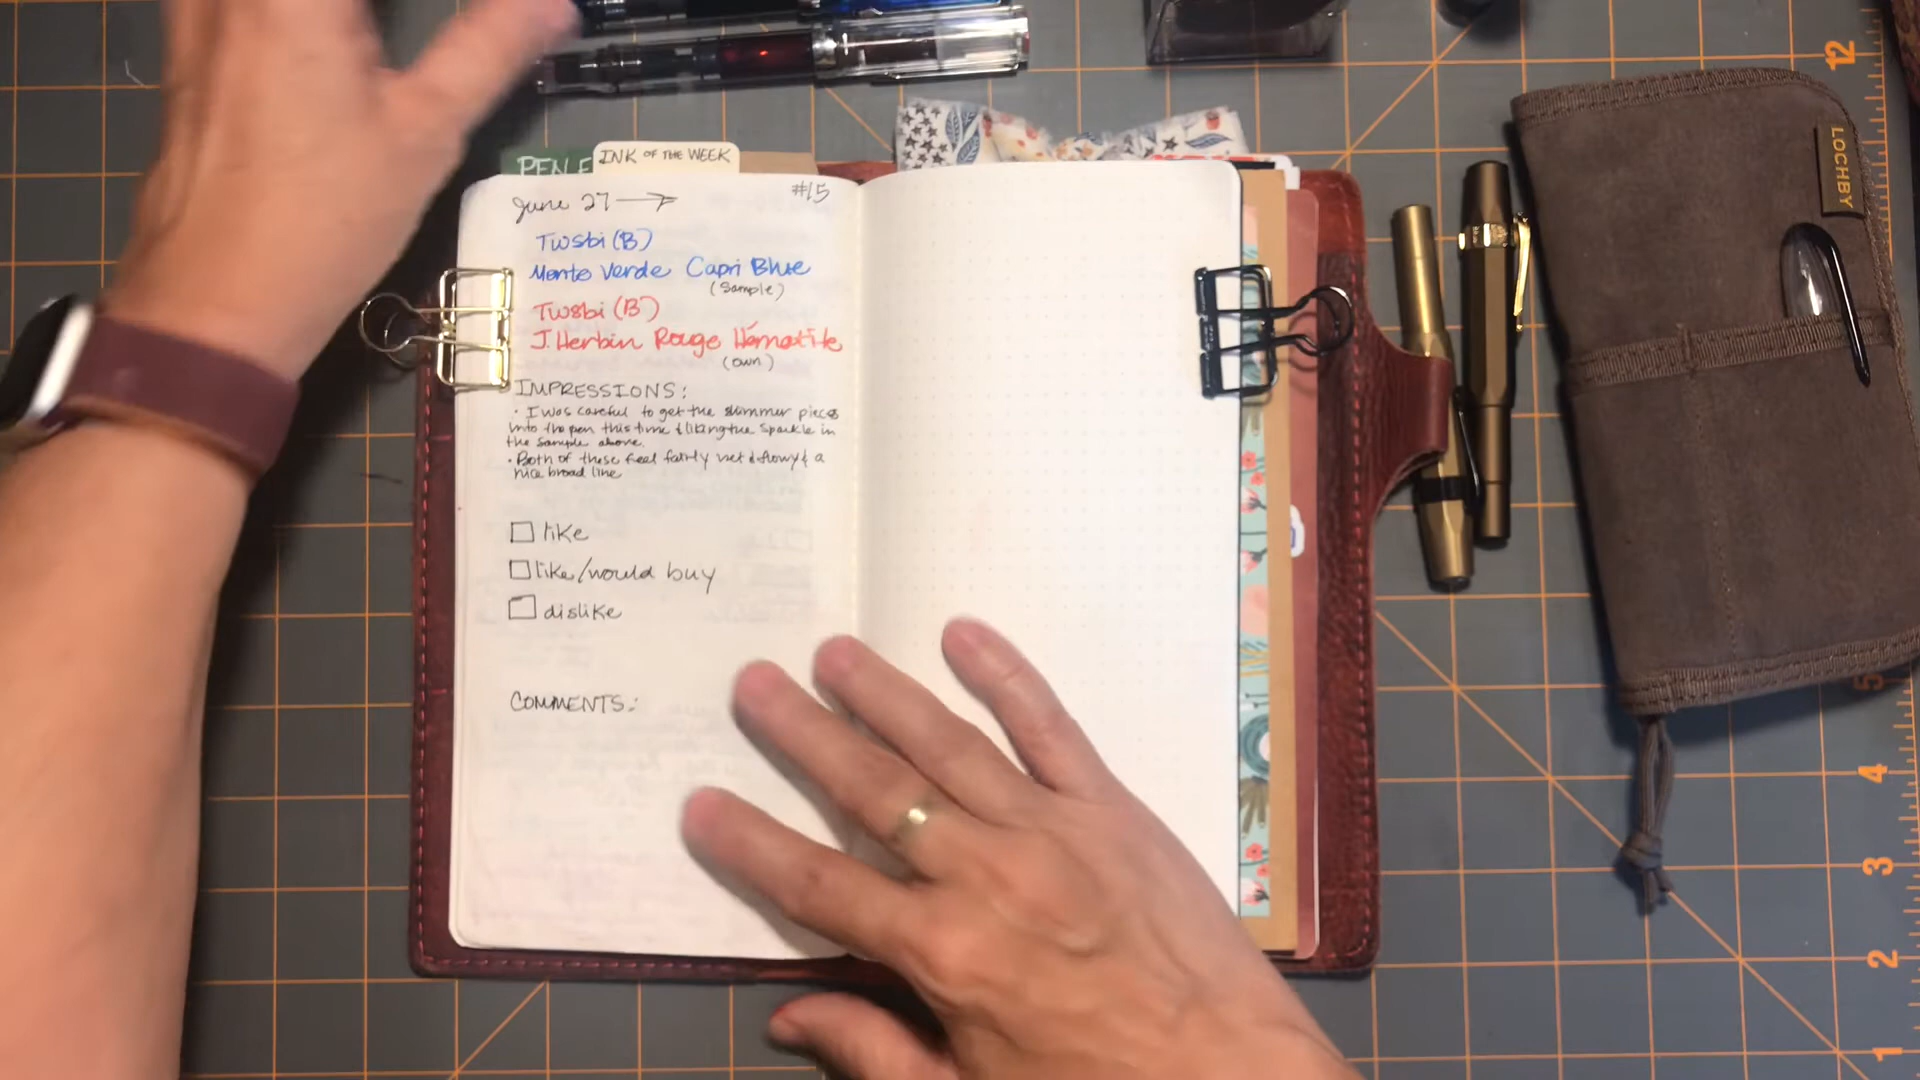 PEN E
INK OF THE WEEK
June 27 →
#15
Twsbi (B)
Monte Verde Capri Blue
(Sample)
Twsbi (B)
J. Herbin Rouge Hématite
(own)
IMPRESSIONS:
• I was careful to get the shimmer pieces
into the pen this time & liking the sparkle in
the sample above.
• Both of these feel fairly wet & flowy & a
nice broad line
like
like/would buy
dislike
COMMENTS:
LOCHBY
12
5
4
3
2
1